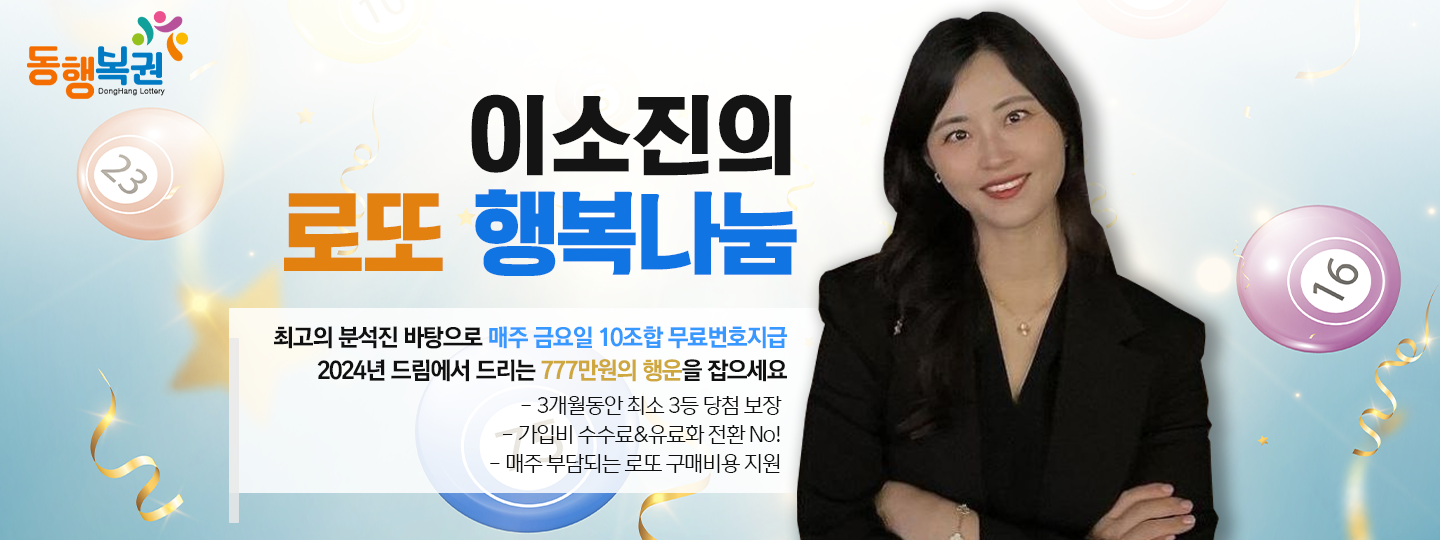 동행복권
DongHang Lottery
10
23
이소진의
로또 행복나눔
16
최고의 분석진 바탕으로 매주 금요일 10조합 무료번호지급
2024년 드림에서 드리는 777만원의 행운을 잡으세요
- 3개월동안 최소 3등 당첨 보장
- 가입비 수수료&유료화 전환 No!
- 매주 부담되는 로또 구매비용 지원